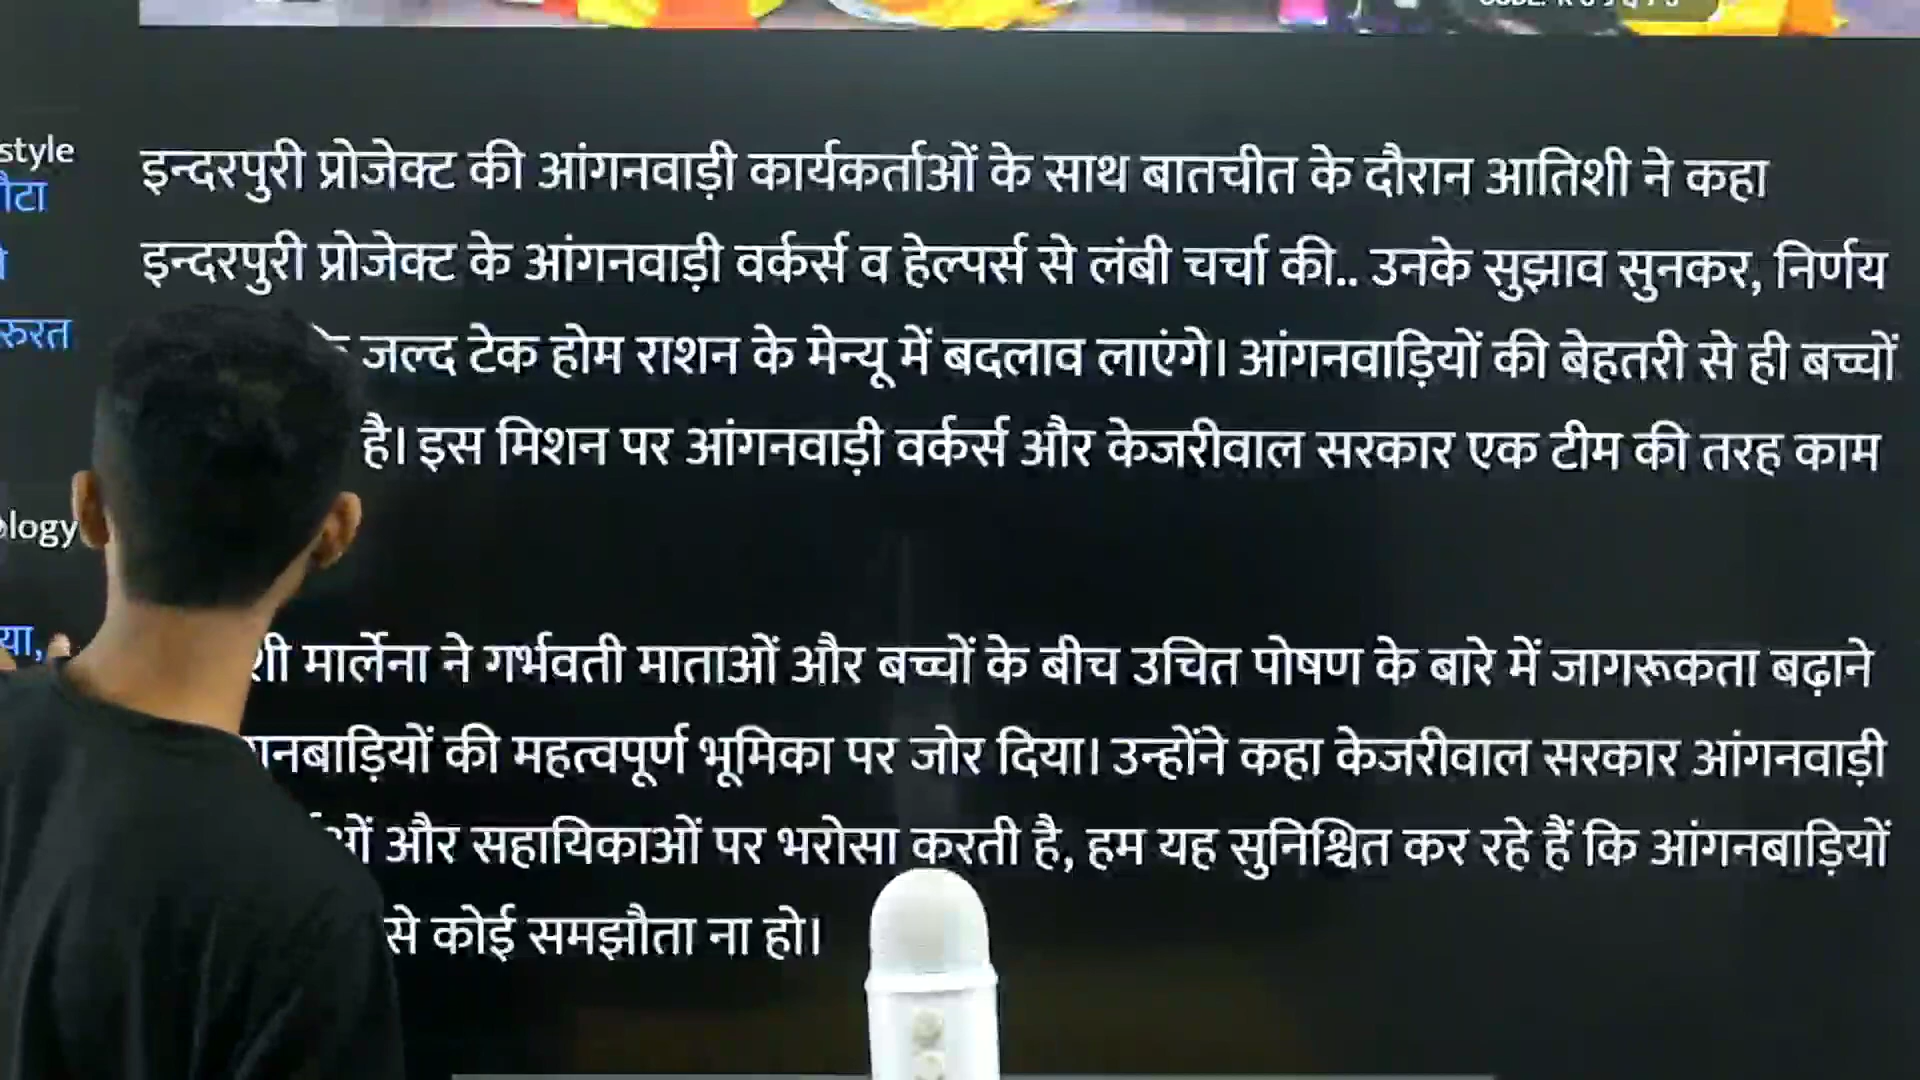 style
इन्दरपुरी प्रोजेक्ट की आंगनवाड़ी कार्यकर्ताओं के साथ बातचीत के दौरान आतिशी ने कहा
इन्दरपुरी प्रोजेक्ट के आंगनवाड़ी वर्कर्स व हेल्पर्स से लंबी चर्चा की.. उनके सुझाव सुनकर, निर्णय
जल्द टेक होम राशन के मेन्यू में बदलाव लाएंगे। आंगनवाड़ियों की बेहतरी से ही बच्चों
है। इस मिशन पर आंगनवाड़ी वर्कर्स और केजरीवाल सरकार एक टीम की तरह काम
मार्लेना ने गर्भवती माताओं और बच्चों के बीच उचित पोषण के बारे में जागरूकता बढ़ाने
की महत्वपूर्ण भूमिका पर जोर दिया। उन्होंने कहा केजरीवाल सरकार आंगनवाड़ी
और सहायिकाओं पर भरोसा करती है, हम यह सुनिश्चित कर रहे हैं कि आंगनबाड़ियों
से कोई समझौता ना हो।